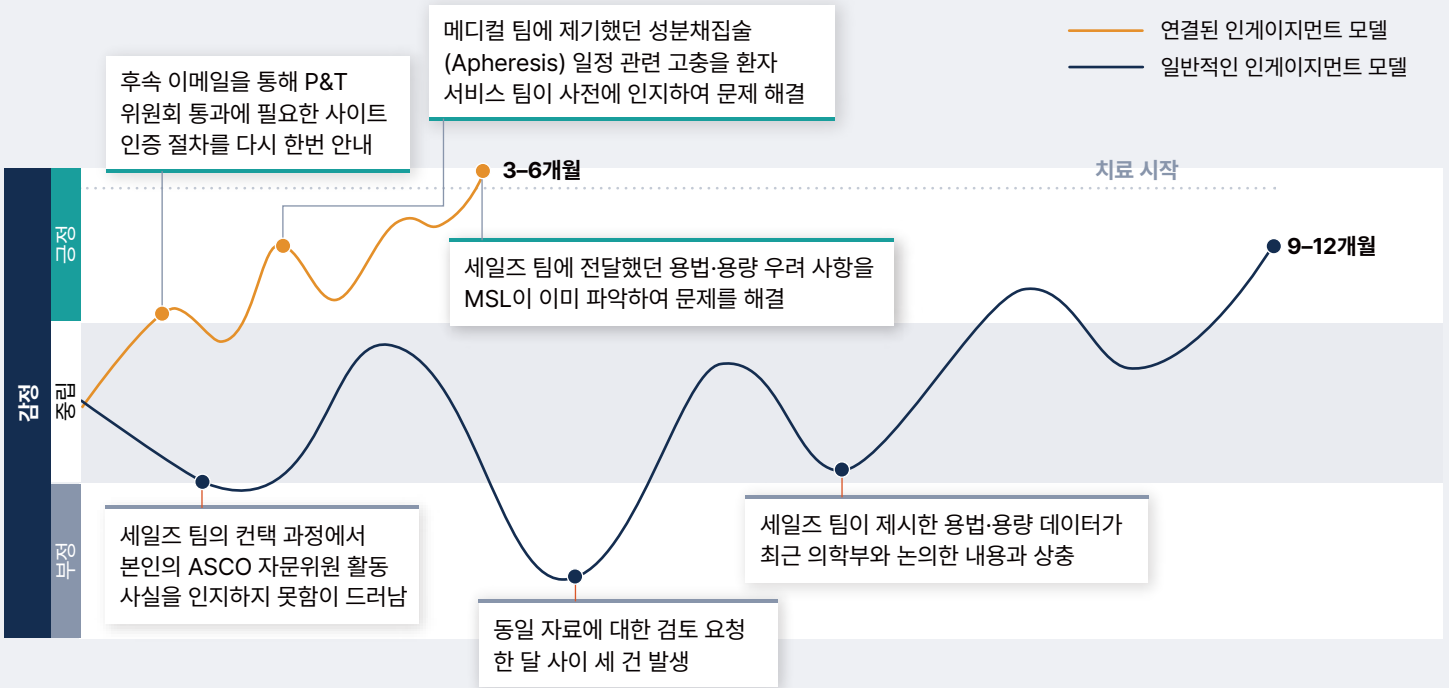 메디컬 팀에 제기했던 성분채집술
(Apheresis) 일정 관련 고충을 환자
서비스 팀이 사전에 인지하여 문제 해결
연결된 인게이지먼트 모델
일반적인 인게이지먼트 모델
후속 이메일을 통해 P&T
위원회 통과에 필요한 사이트
인증 절차를 다시 한번 안내
3–6개월
치료 시작
감정
긍정
중립
부정
세일즈 팀에 전달했던 용법·용량 우려 사항을
MSL이 이미 파악하여 문제를 해결
9–12개월
세일즈 팀의 컨택 과정에서
본인의 ASCO 자문위원 활동
사실을 인지하지 못함이 드러남
세일즈 팀이 제시한 용법·용량 데이터가
최근 의학부와 논의한 내용과 상충
동일 자료에 대한 검토 요청
한 달 사이 세 건 발생